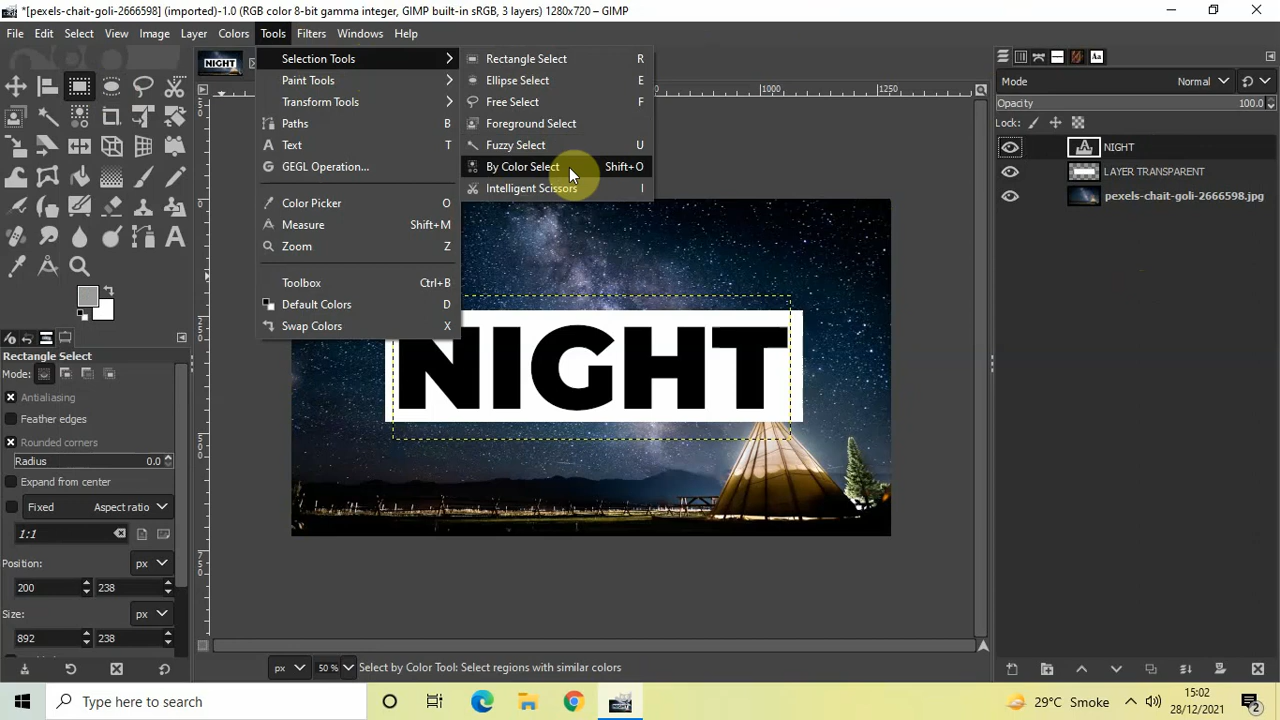 *[pexels-chait-goli-2666598] (imported)-1.0 (RGB color 8-bit gamma integer, GIMP built-in sRGB, 3 layers) 1280x720 – GIMP
File Edit Select View Image Layer Colors Tools Filters Windows Help
Selection Tools
Paint Tools
Transform Tools
Paths B
Text T
GEGL Operation...
Color Picker O
Measure Shift+M
Zoom Z
Toolbox Ctrl+B
Default Colors D
Swap Colors X
Rectangle Select R
Ellipse Select E
Free Select F
Foreground Select
Fuzzy Select U
By Color Select Shift+O
Intelligent Scissors I
NIGHT
1000 1250
NIGHT
Rectangle Select
Mode:
Antialiasing
Feather edges
Rounded corners
Radius 0.0
Expand from center
Fixed Aspect ratio
1:1
Position: px
200 238
Size: px
892 238
Mode Normal
Opacity 100.0
Lock:
NIGHT
LAYER TRANSPARENT
pexels-chait-goli-2666598.jpg
px 50 % Select by Color Tool: Select regions with similar colors
Type here to search
29°C Smoke
15:02
28/12/2021
2